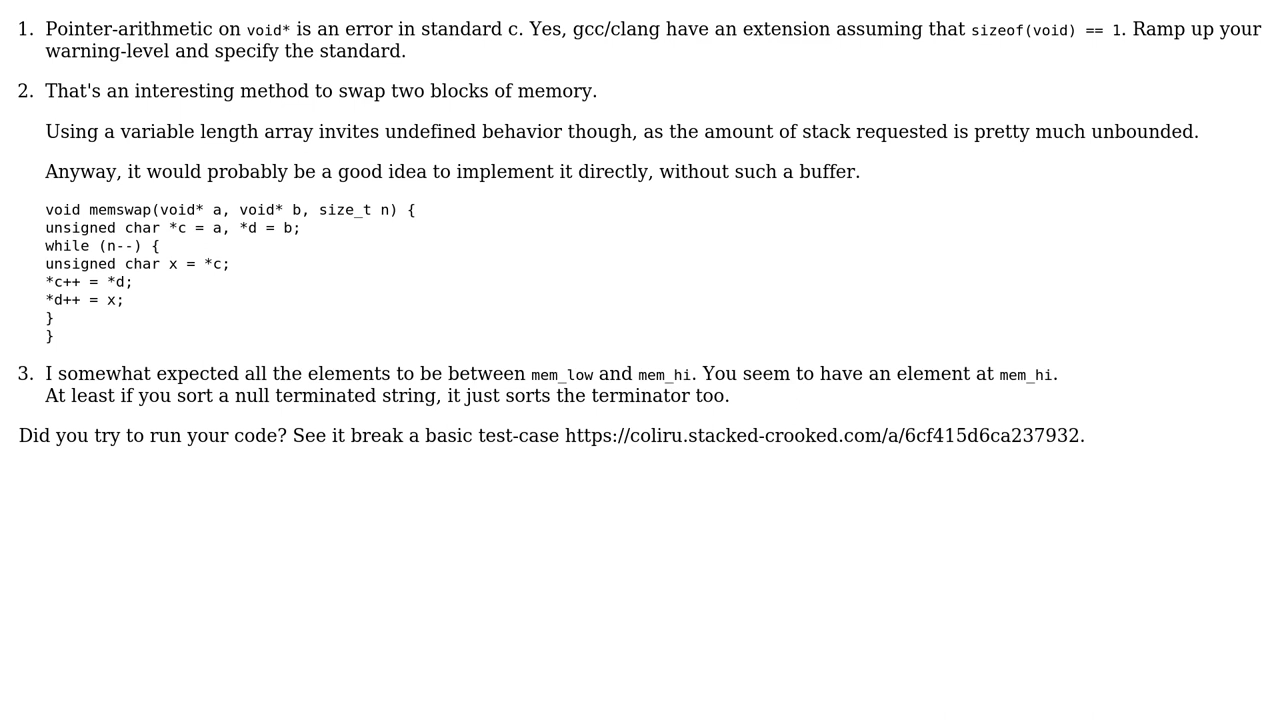 1. Pointer-arithmetic on void* is an error in standard c. Yes, gcc/clang have an extension assuming that sizeof(void) == 1. Ramp up your
warning-level and specify the standard.
2. That's an interesting method to swap two blocks of memory.
Using a variable length array invites undefined behavior though, as the amount of stack requested is pretty much unbounded.
Anyway, it would probably be a good idea to implement it directly, without such a buffer.
void memswap(void* a, void* b, size_t n) {
unsigned char *c = a, *d = b;
while (n--) {
unsigned char x = *c;
*c++ = *d;
*d++ = x;
}
}
3. I somewhat expected all the elements to be between mem_low and mem_hi. You seem to have an element at mem_hi.
At least if you sort a null terminated string, it just sorts the terminator too.
Did you try to run your code? See it break a basic test-case https://coliru.stacked-crooked.com/a/6cf415d6ca237932.